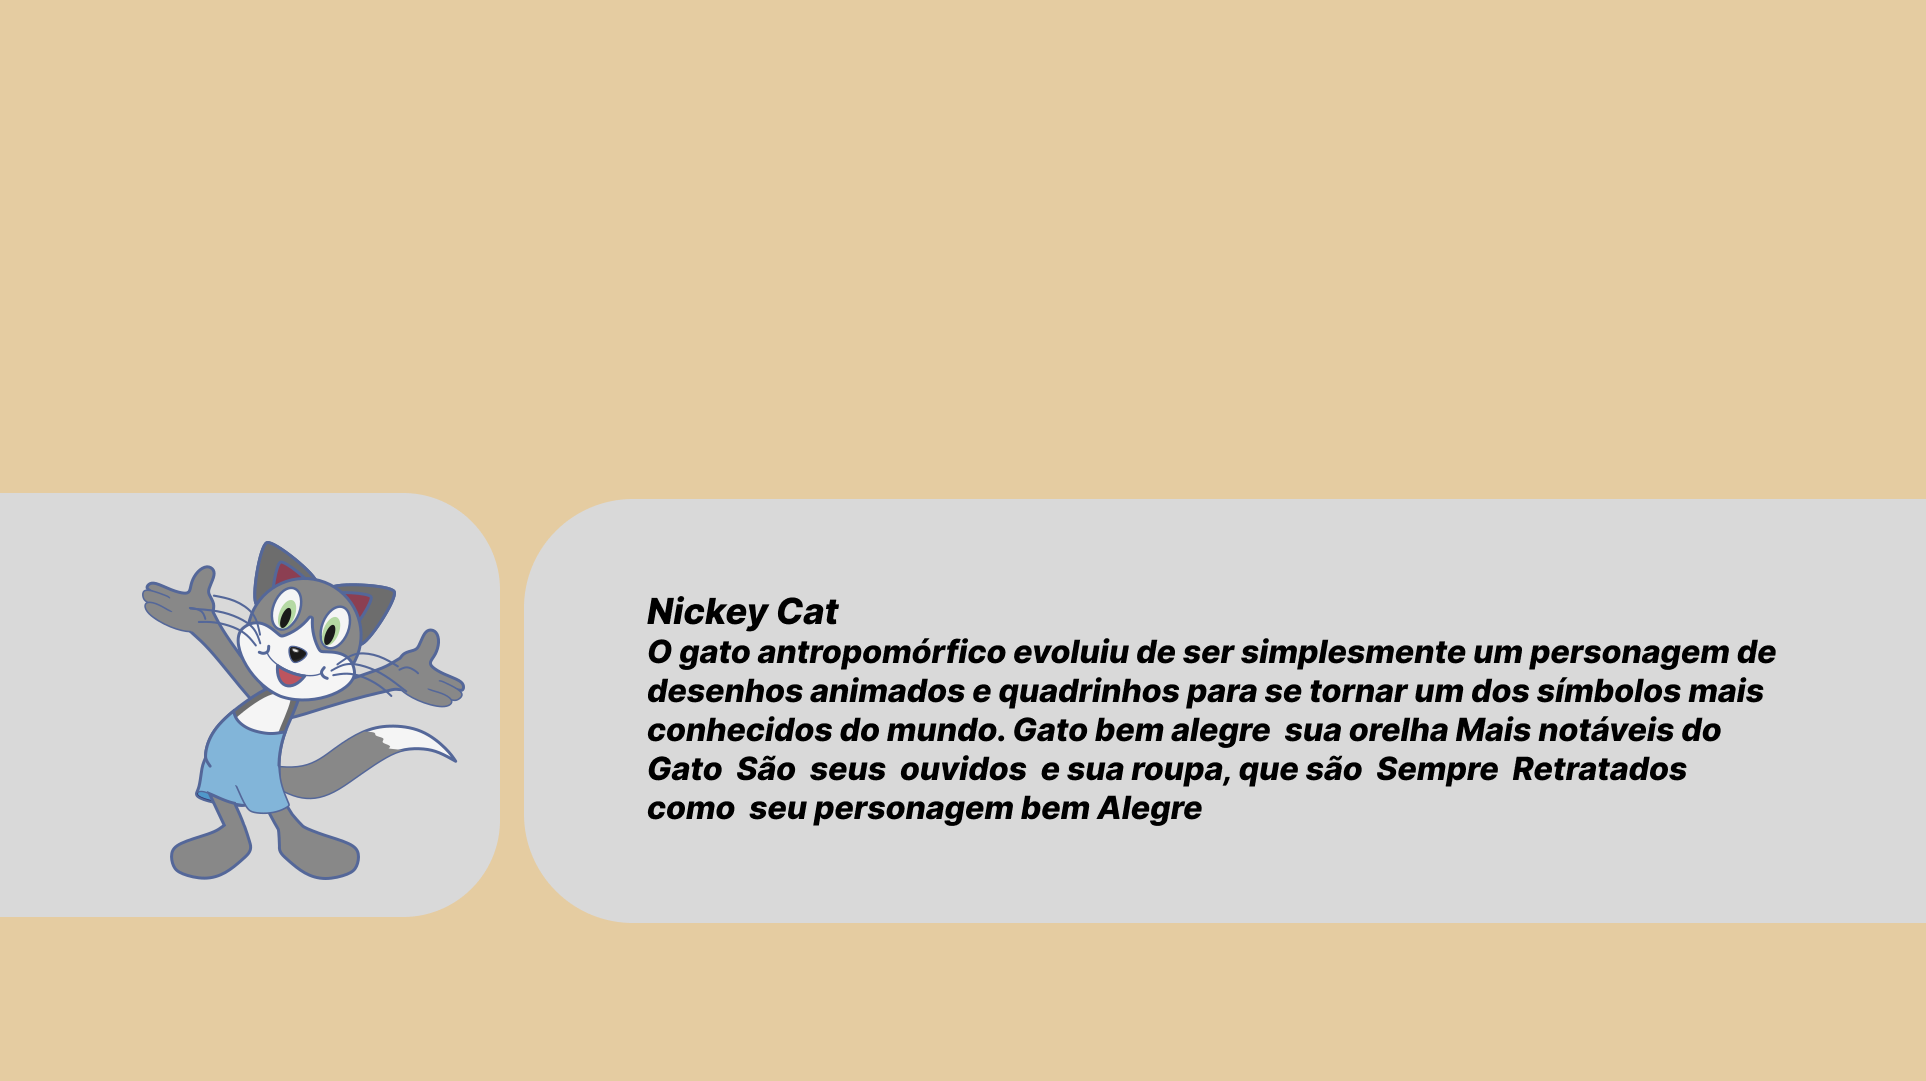 Nickey Cat
O gato antropomórfico evoluiu de ser simplesmente um personagem de
desenhos animados e quadrinhos para se tornar um dos símbolos mais
conhecidos do mundo. Gato bem alegre  sua orelha Mais notáveis do
Gato  São  seus  ouvidos  e sua roupa, que são  Sempre  Retratados
como  seu personagem bem Alegre